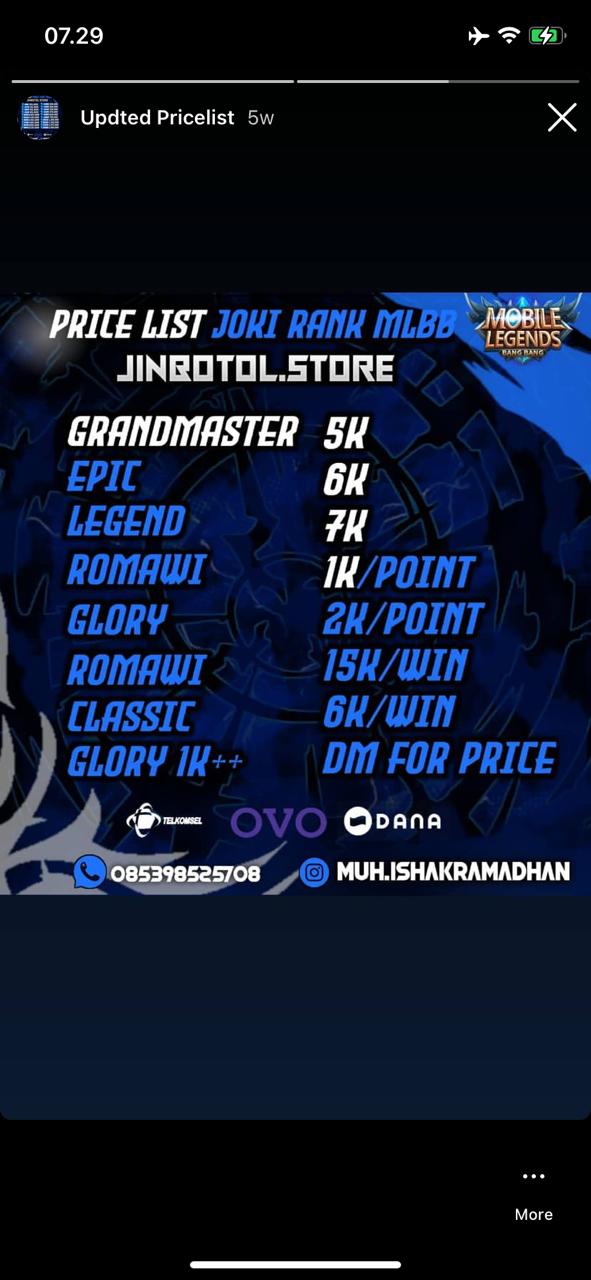 07.29
Updted Pricelist 5w
PRICE LIST JOKI RANK MLBB
MOBILE
LEGENDS
BANG BANG
JINBOTOL.STORE
GRANDMASTER 5K
EPIC 6K
LEGEND 7K
ROMAWI 1K/POINT
GLORY 2K/POINT
ROMAWI 15K/WIN
CLASSIC 6K/WIN
GLORY 1K++ DM FOR PRICE
TELKOMSEL OVO DANA
085398525708 MUH.ISHAKRAMADHAN
More